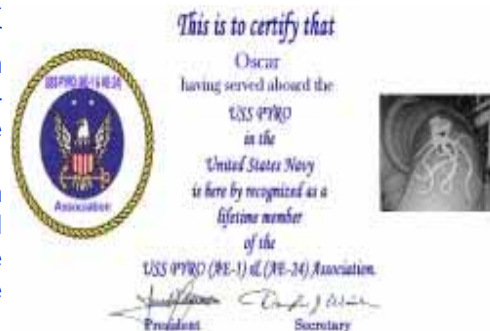 This is to certify that
Oscar
having served aboard the
USS PYRO
in the
United States Navy
is here by recognized as a
lifetime member
of the
USS PYRO (AE-1) & (AE-24) Association.
President
Secretary
Association